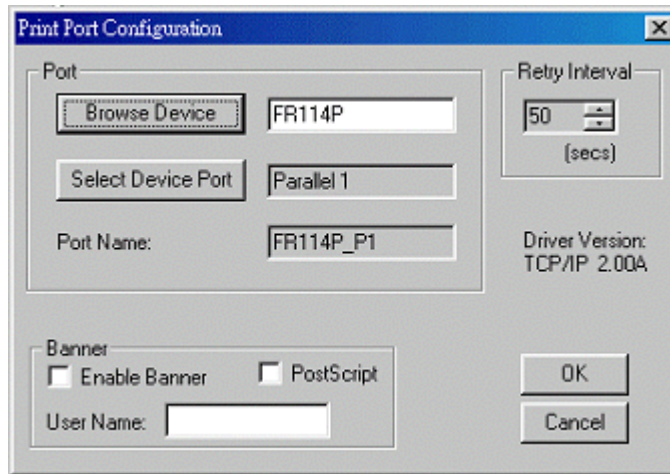 Print Port Configuration
Port
Browse Device
FR114P
Select Device Port
Parallel 1
Port Name:
FR114P_P1
Retry Interval
50
(secs)
Driver Version:
TCP/IP 2.00A
Banner
Enable Banner
PostScript
User Name:
OK
Cancel